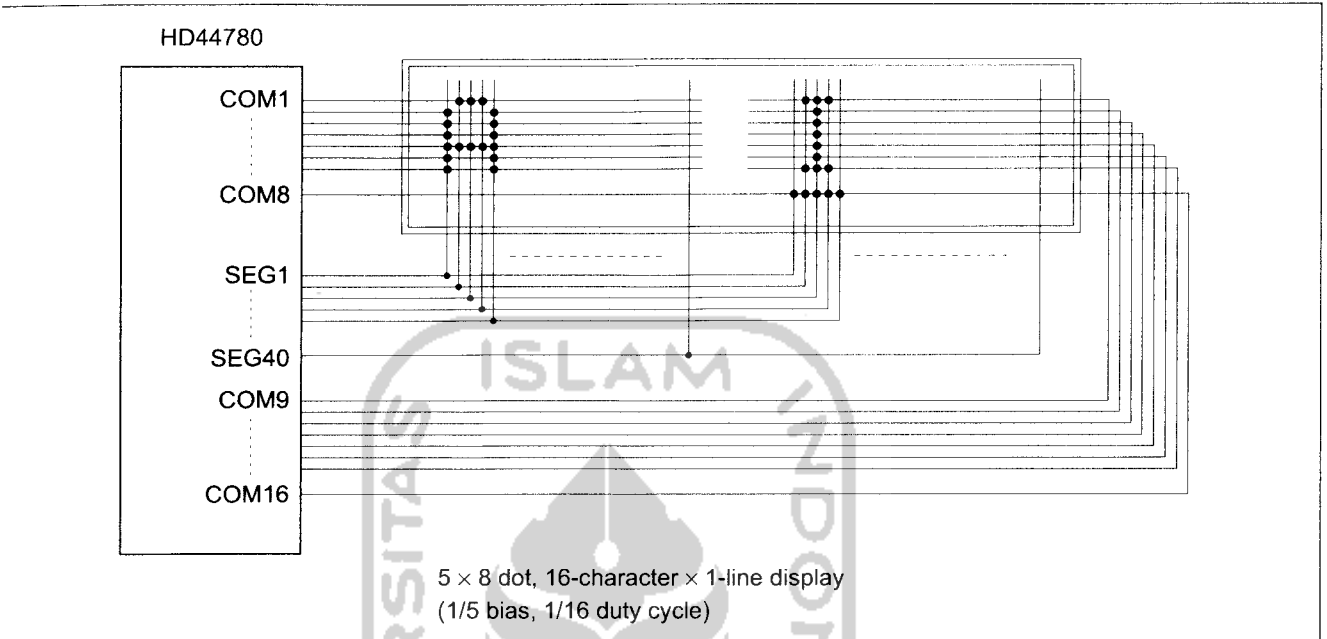 HD44780
COM1
COM8
SEG1
SEG40
COM9
COM16
ISLAM
5 × 8 dot, 16-character × 1-line display
(1/5 bias, 1/16 duty cycle)